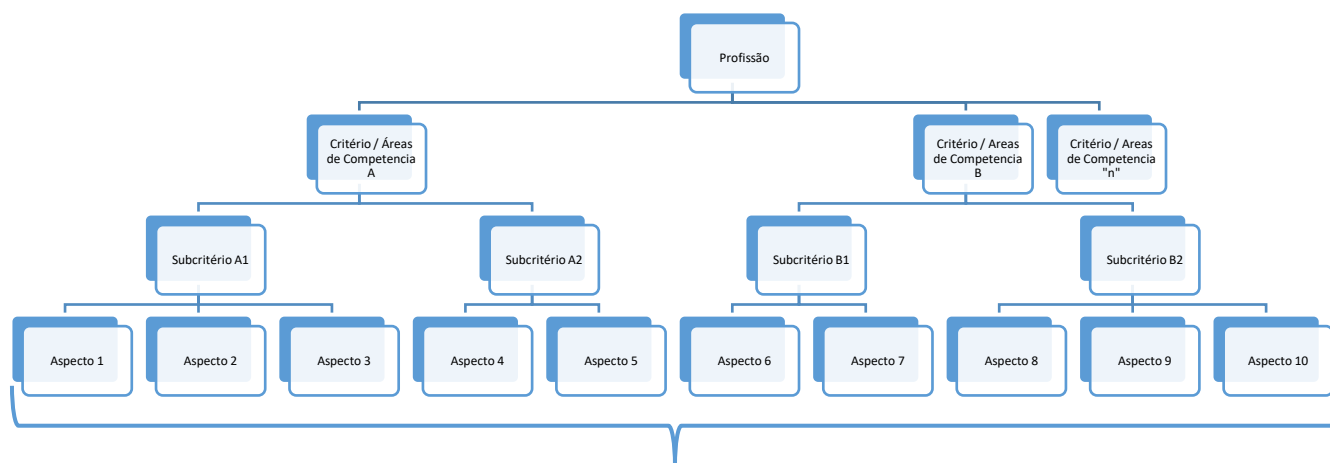 Profissão
Critério / Áreas
de Competencia
A
Critério / Areas
de Competencia
B
Critério / Areas
de Competencia
"n"
Subcritério A1
Subcritério A2
Subcritério B1
Subcritério B2
Aspecto 1
Aspecto 2
Aspecto 3
Aspecto 4
Aspecto 5
Aspecto 6
Aspecto 7
Aspecto 8
Aspecto 9
Aspecto 10